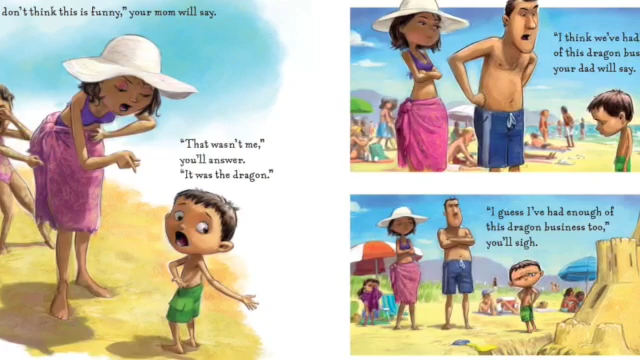 don't think this is funny," your mom will say.
"That wasn't me,"
you'll answer.
"It was the dragon."
"I think we've had
of this dragon
your dad will say.
"I guess I've had enough of
this dragon business too,"
you'll sigh.